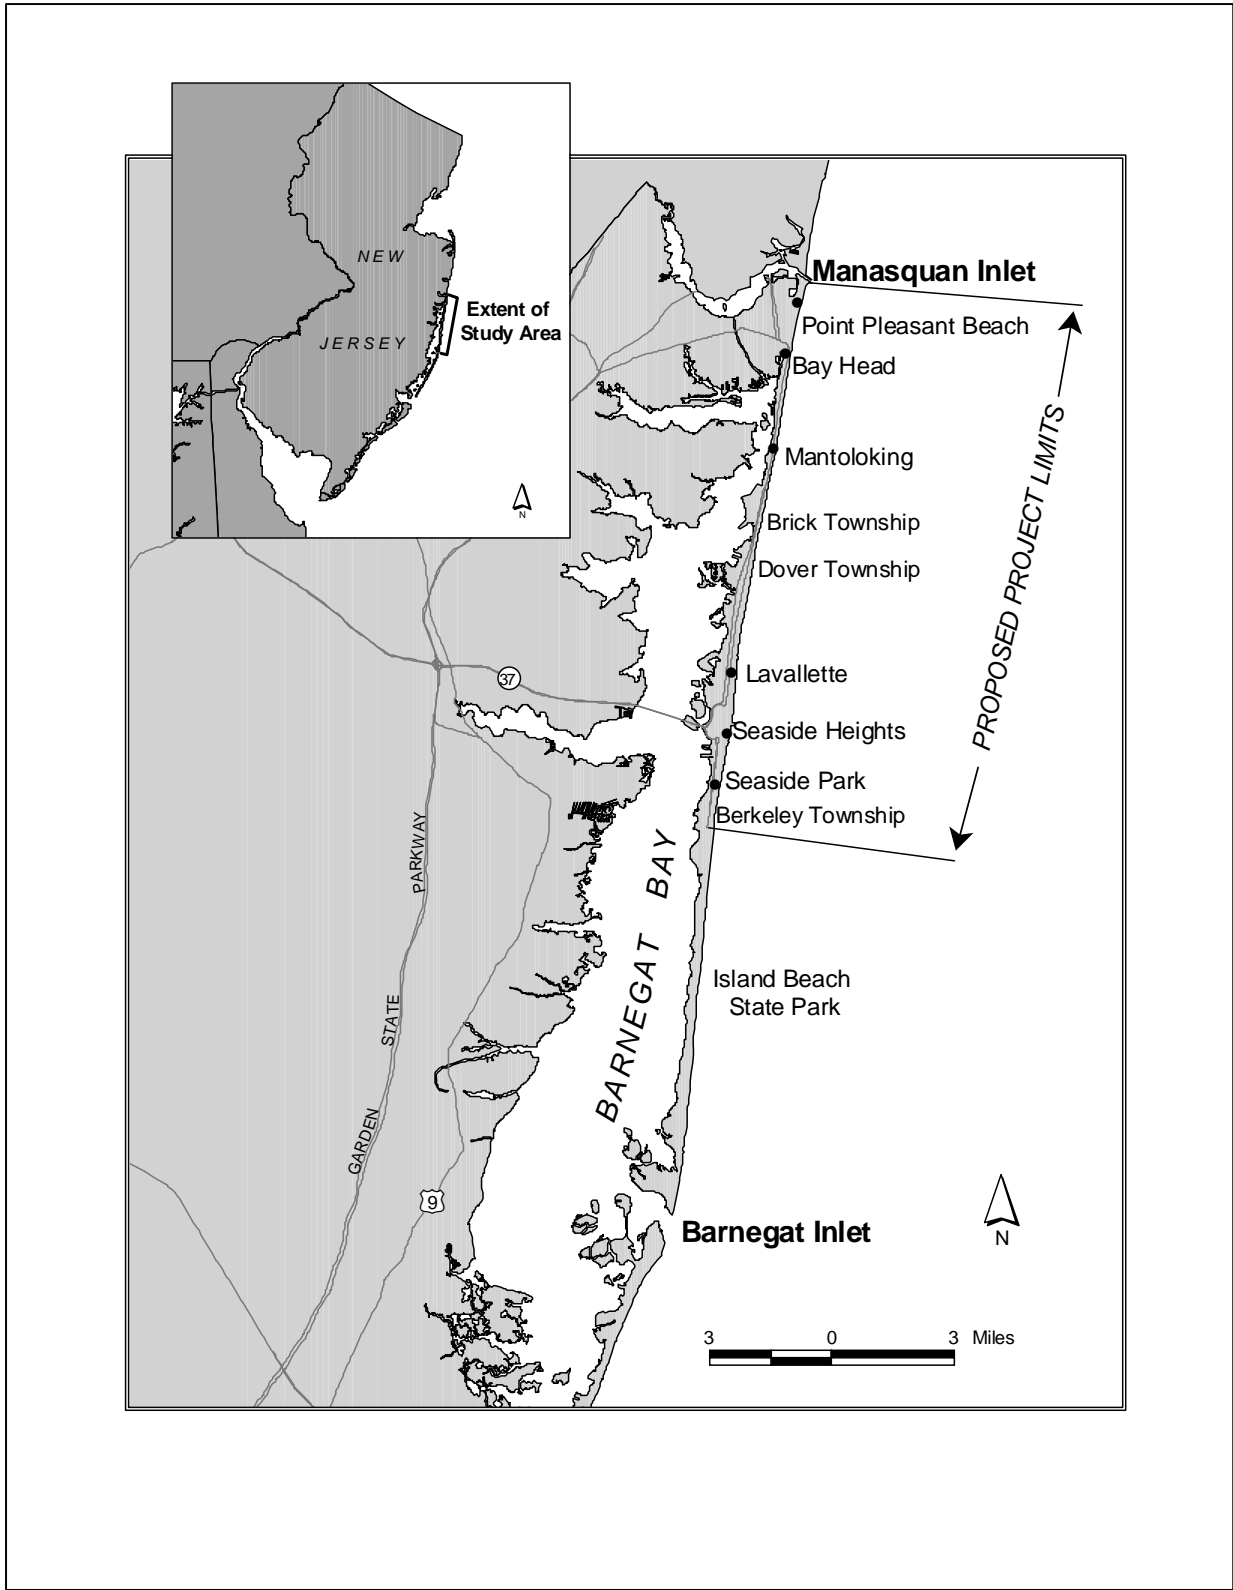 NEW
JERSEY
Extent of
Study Area
N
Manasquan Inlet
Point Pleasant Beach
Bay Head
Mantoloking
Brick Township
Dover Township
Lavallette
Seaside Heights
Seaside Park
Berkeley Township
PROPOSED PROJECT LIMITS
37
GARDEN STATE PARKWAY
BARNEGAT BAY
Island Beach
State Park
9
Barnegat Inlet
N
3 0 3 Miles